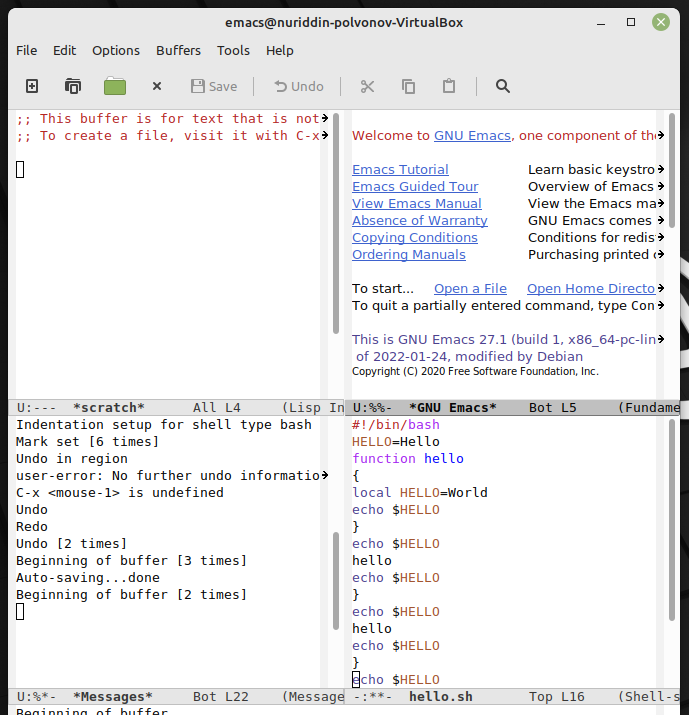 emacs@nuriddin-polvonov-VirtualBox
File Edit Options Buffers Tools Help
Save Undo
;; This buffer is for text that is not
;; To create a file, visit it with C-x
U:--- *scratch* All L4 (Lisp In
Welcome to GNU Emacs, one component of the
Emacs Tutorial Learn basic keystro
Emacs Guided Tour Overview of Emacs
View Emacs Manual View the Emacs ma
Absence of Warranty GNU Emacs comes
Copying Conditions Conditions for redis
Ordering Manuals Purchasing printed c
To start... Open a File Open Home Directo
To quit a partially entered command, type Con
This is GNU Emacs 27.1 (build 1, x86_64-pc-lin
of 2022-01-24, modified by Debian
Copyright (C) 2020 Free Software Foundation, Inc.
U:%%- *GNU Emacs* Bot L5 (Fundame
Indentation setup for shell type bash
Mark set [6 times]
Undo in region
user-error: No further undo informatio
C-x <mouse-1> is undefined
Undo
Redo
Undo [2 times]
Beginning of buffer [3 times]
Auto-saving...done
Beginning of buffer [2 times]
U:%*- *Messages* Bot L22 (Message
#!/bin/bash
HELLO=Hello
function hello
{
local HELLO=World
echo $HELLO
}
echo $HELLO
hello
echo $HELLO
}
echo $HELLO
hello
echo $HELLO
}
echo $HELLO
-:**- hello.sh Top L16 (Shell-s
Beginning of buffer